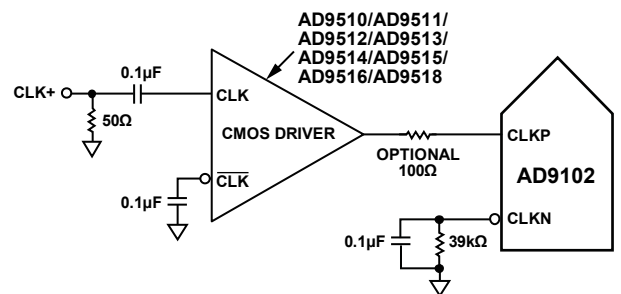 AD9510/AD9511/
AD9512/AD9513/
AD9514/AD9515/
AD9516/AD9518
CLK+
0.1µF
50Ω
CLK
CMOS DRIVER
CLK
0.1µF
OPTIONAL
100Ω
CLKP
AD9102
CLKN
0.1µF
39kΩ